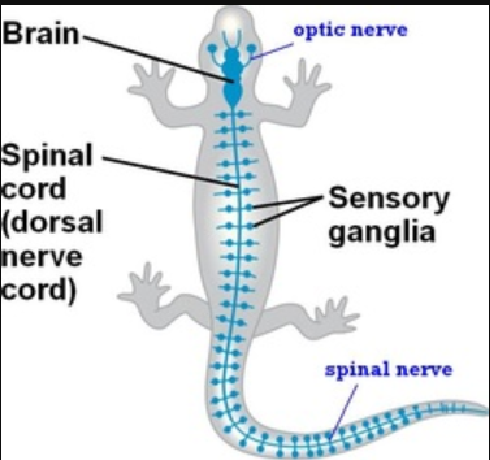 Brain
optic nerve
Spinal
cord
(dorsal
nerve
cord)
Sensory
ganglia
spinal nerve